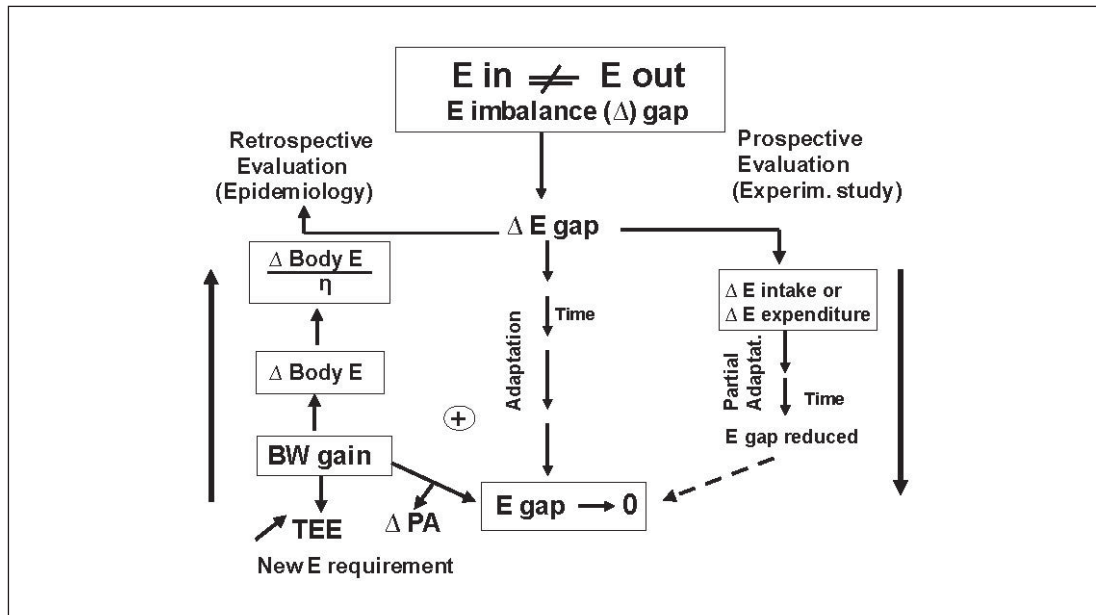 E in ≠ E out
E imbalance (Δ) gap
Retrospective
Evaluation
(Epidemiology)
Prospective
Evaluation
(Experim. study)
Δ E gap
Δ Body E
η
Δ E intake or
Δ E expenditure
Time
Adaptation
Partial
Adaptat.
Time
Δ Body E
+
E gap reduced
BW gain
E gap → 0
Δ PA
TEE
New E requirement